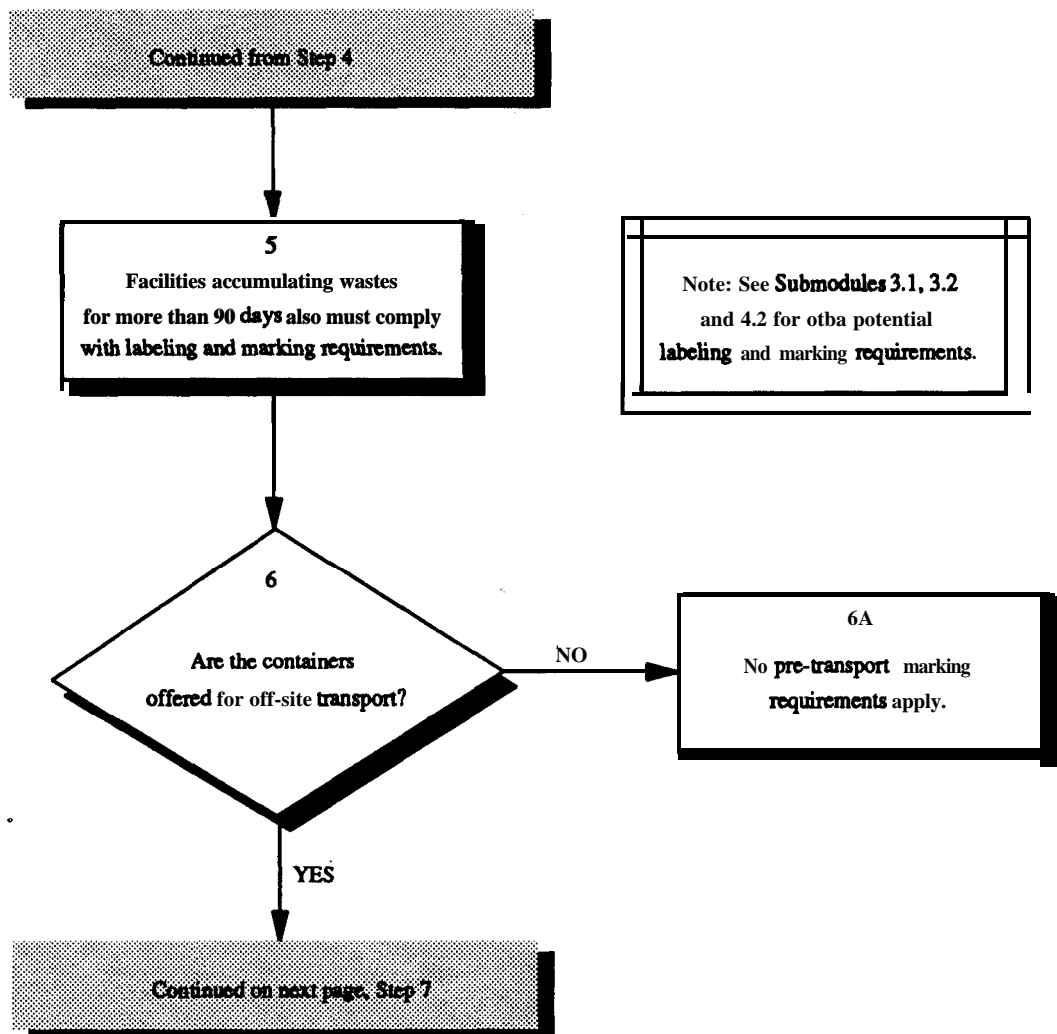 Continued from Step 4
5
Facilities accumulating wastes
for more than 90 days also must comply
with labeling and marking requirements.
Note: See Submodules 3.1, 3.2
and 4.2 for otba potential
labeling and marking requirements.
6
Are the containers
offered for off-site transport?
NO
6A
No pre-transport marking
requirements apply.
YES
Continued on next page, Step 7